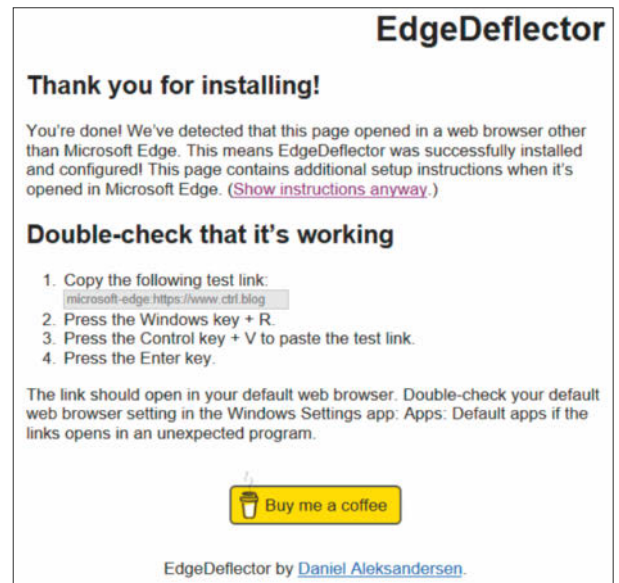 EdgeDeflector
Thank you for installing!
You're done! We've detected that this page opened in a web browser other
than Microsoft Edge. This means EdgeDeflector was successfully installed
and configured! This page contains additional setup instructions when it's
opened in Microsoft Edge. (Show instructions anyway.)
Double-check that it's working
1. Copy the following test link:
microsoft-edge:https://www.ctrl.blog
2. Press the Windows key + R.
3. Press the Control key + V to paste the test link.
4. Press the Enter key.
The link should open in your default web browser. Double-check your default
web browser setting in the Windows Settings app: Apps: Default apps if the
links opens in an unexpected program.
Buy me a coffee
EdgeDeflector by Daniel Aleksandersen.